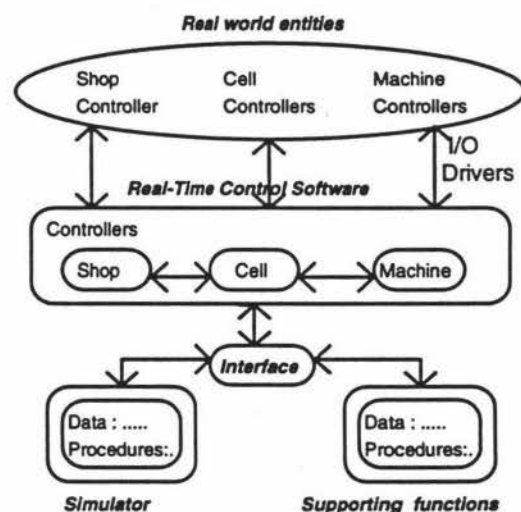 Real world entities
Shop Cell Machine
Controller Controllers Controllers
I/O
Drivers
Real-Time Control Software
Controllers
Shop Cell Machine
Interface
Data : ..... Data : .....
Procedures:. Procedures:.
Simulator Supporting functions